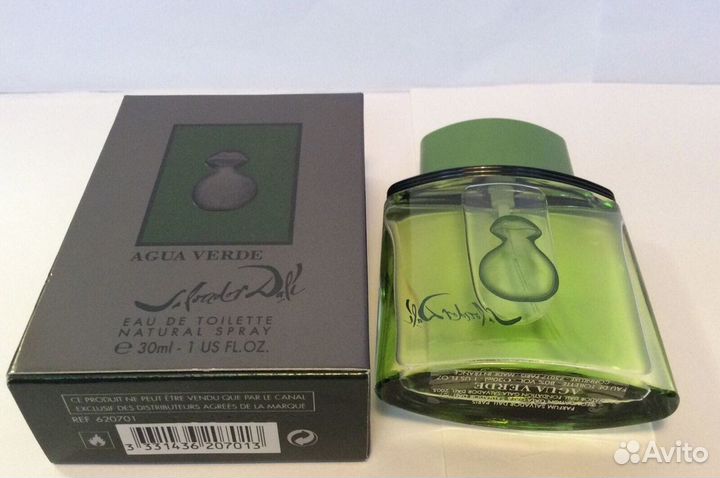 AGUA VERDE
Salvador Dalí
EAU DE TOILETTE
NATURAL SPRAY
e 30ml - 1 US FL.OZ.
CE PRODUIT NE PEUT ÊTRE VENDU QUE PAR LE CANAL
EXCLUSIF DES DISTRIBUTEURS AGRÉÉS DE LA MARQUE
REF 620701
3 331436 207013
Salvador Dalí
AGUA VERDE
Avito